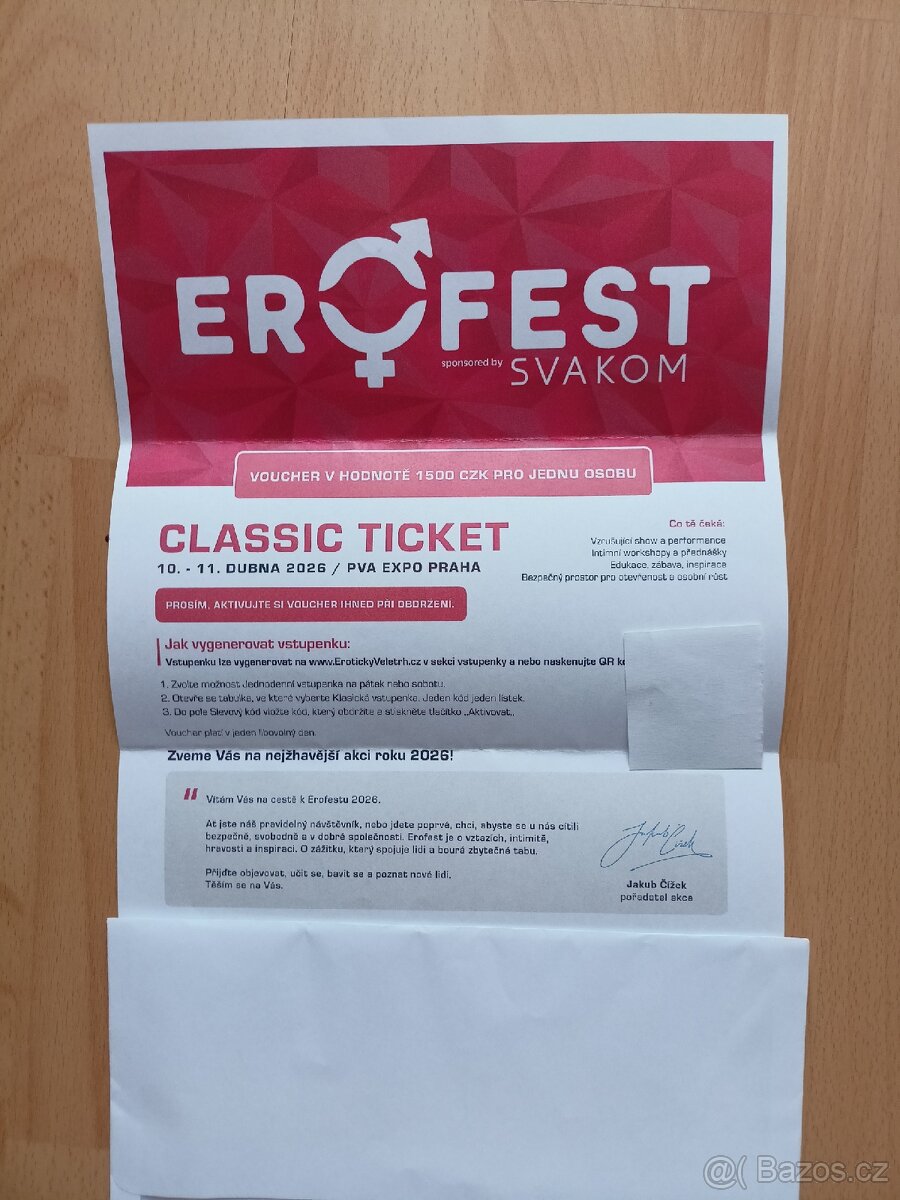 EROFEST
sponsored by SVAKOM
VOUCHER V HODNOTĚ 1500 CZK PRO JEDNU OSOBU
CLASSIC TICKET
10. - 11. DUBNA 2026 / PVA EXPO PRAHA
PROSÍM, AKTIVUJTE SI VOUCHER IHNED PŘI OBDRŽENÍ.
Co tě čeká:
Vzrušující show a performance
Intimní workshopy a přednášky
Edukace, zábava, inspirace
Bezpečný prostor pro otevřenost a osobní růst
Jak vygenerovat vstupenku:
Vstupenku lze vygenerovat na www.ErotickyVeletrh.cz v sekci vstupenky a nebo naskenujte QR
1. Zvolte možnost Jednodenní vstupenka na pátek nebo sobotu.
2. Otevře se tabulka, ve které vyberte Klasická vstupenka. Jeden kód jeden lístek.
3. Do pole Slevový kód vložte kód, který obdržíte a stiskněte tlačítko „Aktivovat„
Voucher platí v jeden libovolný den.
Zveme Vás na nejžhavější akci roku 2026!
" Vítám Vás na cestě k Erofestu 2026.
Ať jste náš pravidelný návštěvník, nebo jdete poprvé, chci, abyste se u nás cítili
bezpečně, svobodně a v dobré společnosti. Erofest je o vztazích, intimitě,
hravosti a inspiraci. O zážitku, který spojuje lidi a bourá zbytečná tabu.
Přijďte objevovat, učit se, bavit se a poznat nové lidi.
Těším se na Vás.
Jakub Čížek
Jakub Čížek
pořadatel akce
@( Bazos.cz